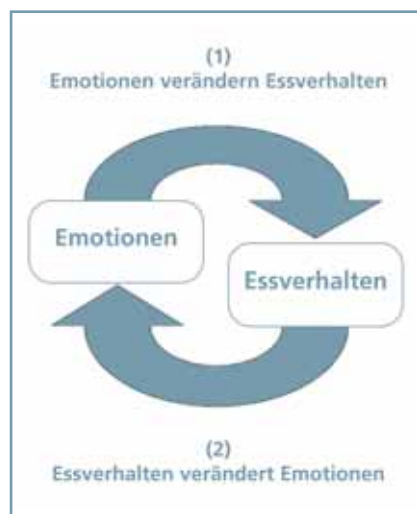 (1)
Emotionen verändern Essverhalten
Emotionen
Essverhalten
(2)
Essverhalten verändert Emotionen